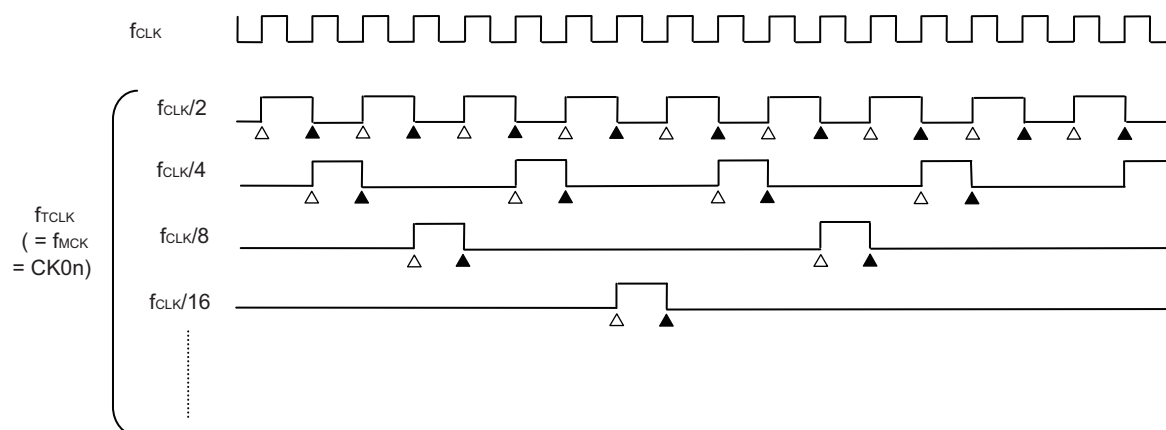 fCLK
fCLK/2
fCLK/4
fCLK/8
fCLK/16
fTCLK
( = fMCK
= CK0n)